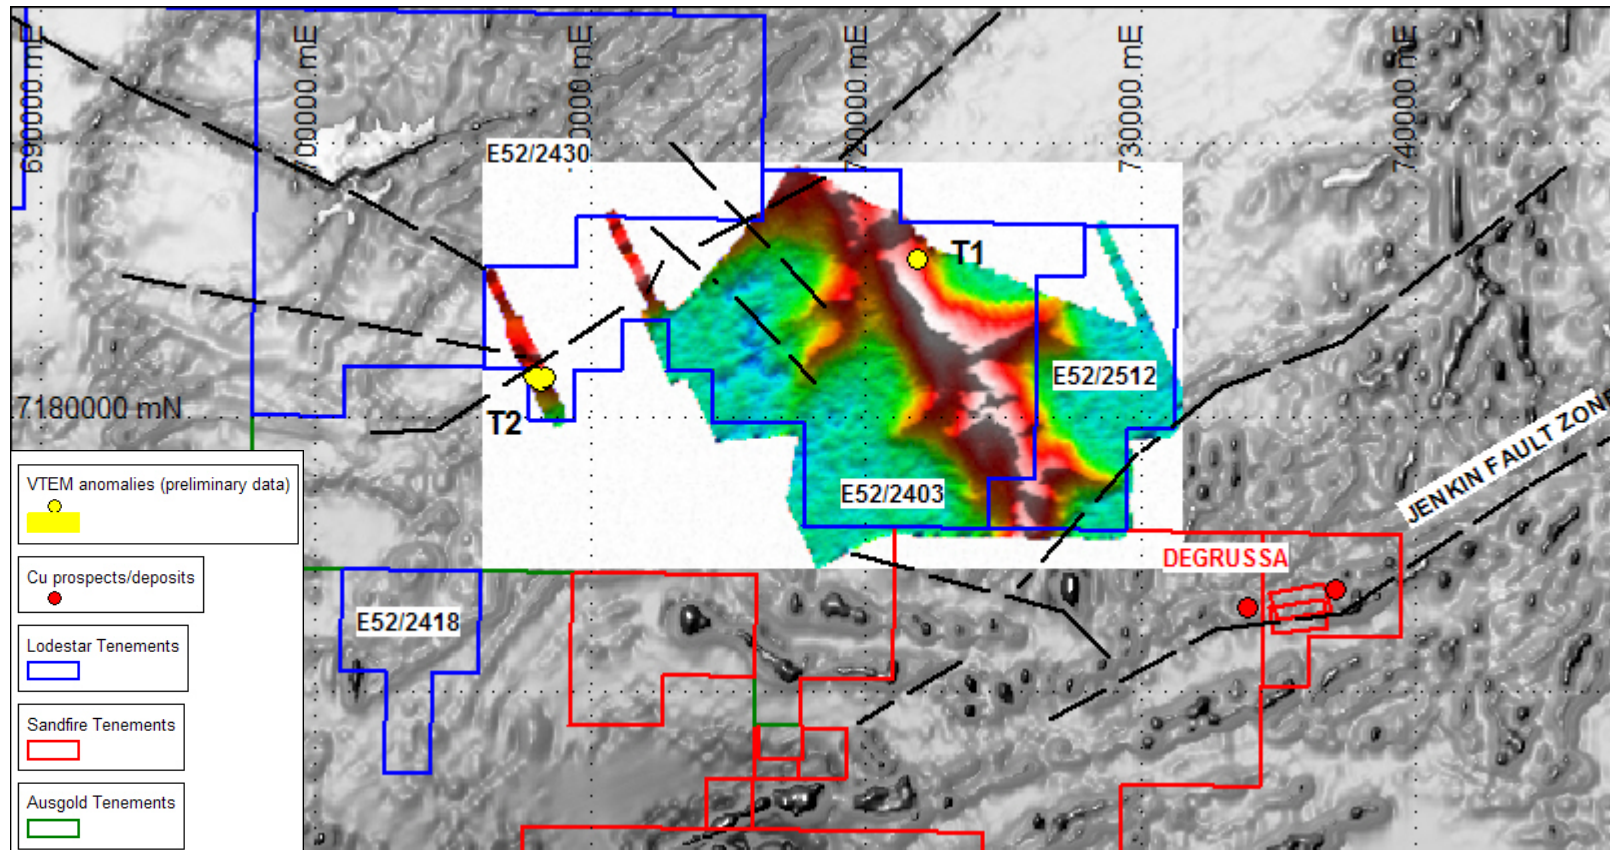 690000 mE
700000 mE
710000 mE
720000 mE
730000 mE
740000 mE
E52/2430
T1
E52/2512
7180000 mN
T2
E52/2403
JENKIN FAULT ZONE
DEGRUSSA
E52/2418
VTEM anomalies (preliminary data)
Cu prospects/deposits
Lodestar Tenements
Sandfire Tenements
Ausgold Tenements